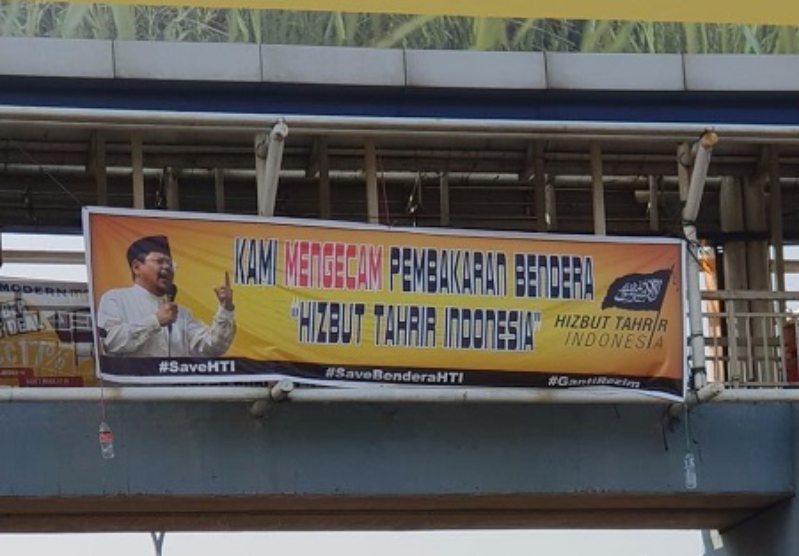 KAMI MENGECAM PEMBAKARAN BENDERA
"HIZBUT TAHRIR INDONESIA"
HIZBUT TAHRIR
INDONESIA
#SaveHTI
#SaveBenderaHTI
#GantiRezim
MODERN